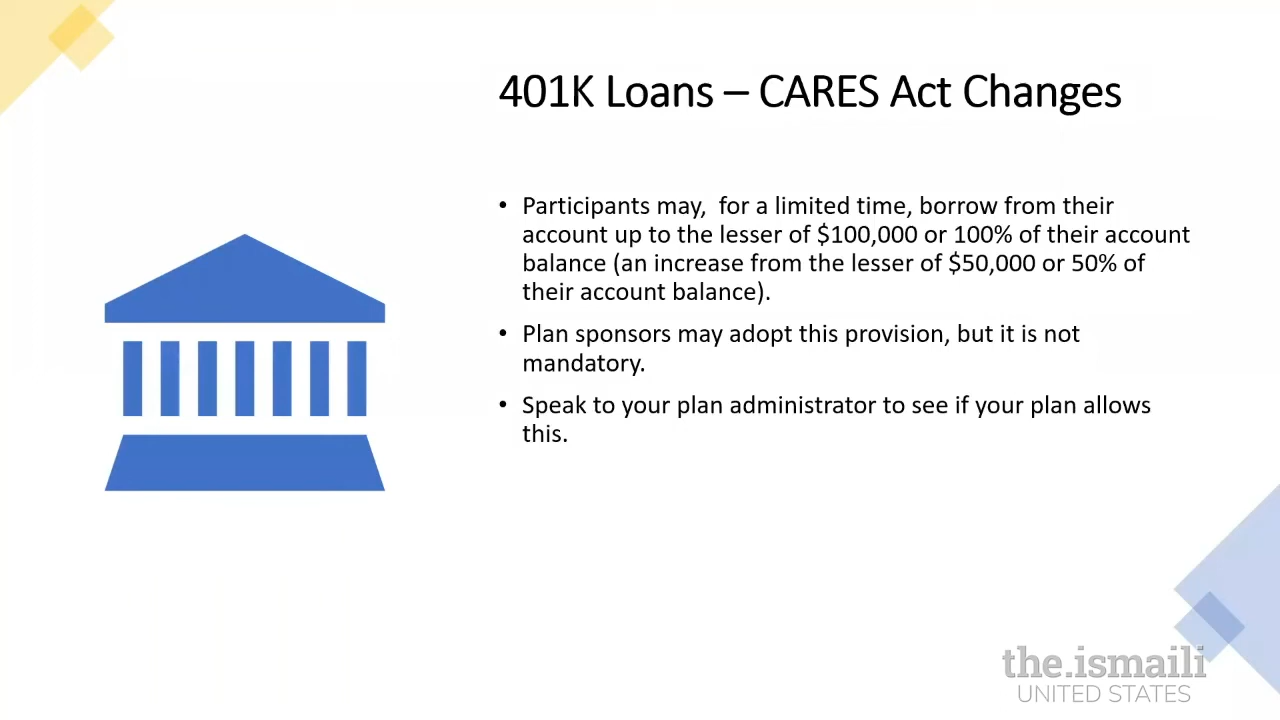 401K Loans – CARES Act Changes
• Participants may,  for a limited time, borrow from their
account up to the lesser of $100,000 or 100% of their account
balance (an increase from the lesser of $50,000 or 50% of
their account balance).
• Plan sponsors may adopt this provision, but it is not
mandatory.
• Speak to your plan administrator to see if your plan allows
this.
the.ismaili
UNITED STATES